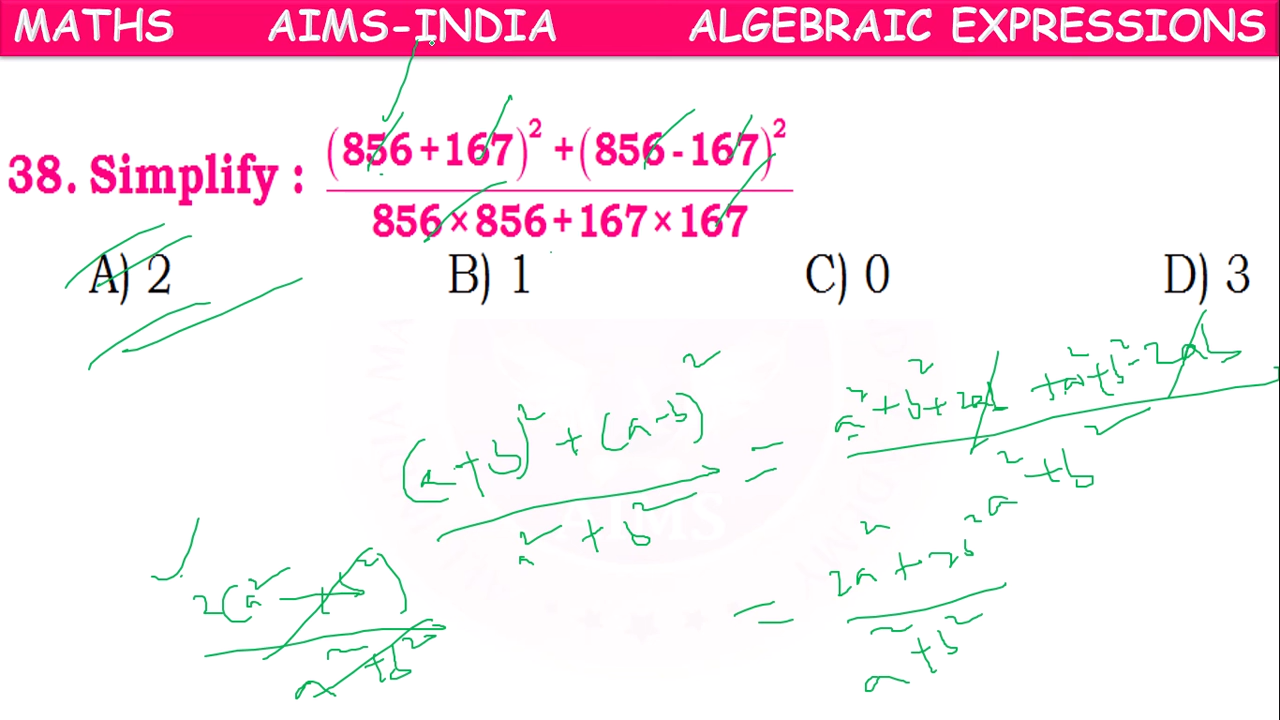 MATHS AIMS-INDIA ALGEBRAIC EXPRESSIONS
38. Simplify : ((856+167)² + (856-167)²) / (856×856+167×167)
A) 2 B) 1 C) 0 D) 3
((a+b)² + (a-b)²) / (a² + b²) = (a² + b² + 2ab + a² + b² - 2ab) / (a² + b²)
= (2a² + 2b²) / (a² + b²)
2(a² + b²) / (a² + b²)